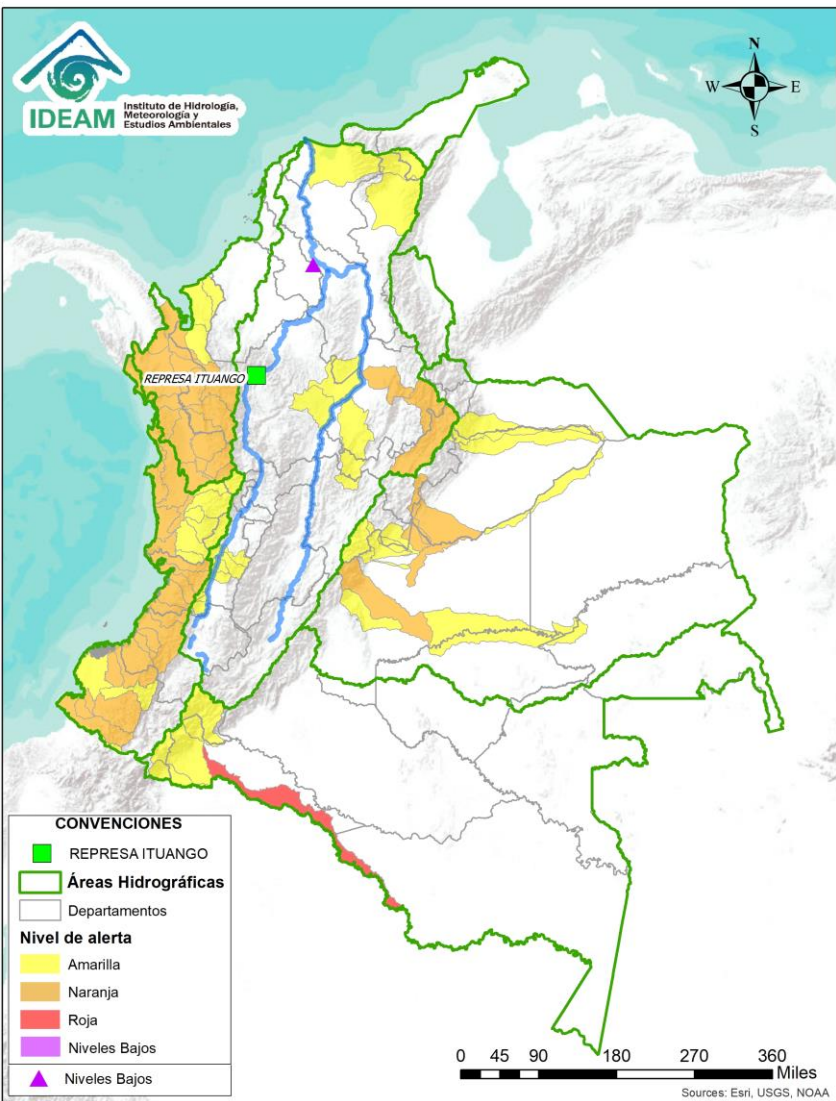 IDEAM
Instituto de Hidrología,
Meteorología y
Estudios Ambientales
N
W
E
S
REPRESA ITUANGO
CONVENCIONES
REPRESA ITUANGO
Áreas Hidrográficas
Departamentos
Nivel de alerta
Amarilla
Naranja
Roja
Niveles Bajos
Niveles Bajos
0 45 90 180 270 360
Miles
Sources: Esri, USGS, NOAA